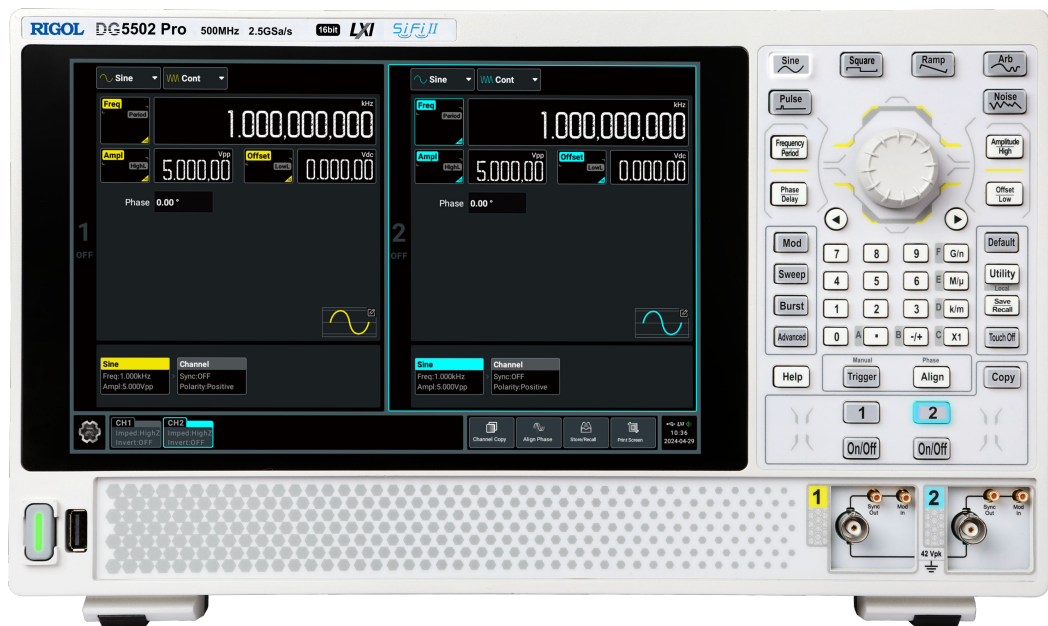 RIGOL DG5502 Pro 500MHz 2.5GSa/s 16bit LXI SiFi II
Sine Cont
Freq
Period
kHz
1.000,000,000
Ampl
HighL
Vpp
5.000,00
Offset
LowL
Vdc
0.000,00
Phase 0.00 °
1
OFF
Sine
Freq:1.000kHz
Ampl:5.000Vpp
Channel
Sync:OFF
Polarity:Positive
Sine Cont
Freq
Period
kHz
1.000,000,000
Ampl
HighL
Vpp
5.000,00
Offset
LowL
Vdc
0.000,00
Phase 0.00 °
2
OFF
Sine
Freq:1.000kHz
Ampl:5.000Vpp
Channel
Sync:OFF
Polarity:Positive
CH1
Imped:HighZ
Invert:OFF
CH2
Imped:HighZ
Invert:OFF
Channel Copy
Align Phase
Store/Recall
Print Screen
LXI
10:36
2024-04-29
Sine
Square
Ramp
Arb
Pulse
Noise
Frequency
Period
Amplitude
High
Phase
Delay
Offset
Low
Mod
7 8 9 F G/n
Default
Sweep
4 5 6 E M/µ
Utility
Local
Burst
1 2 3 D k/m
Save
Recall
Advanced
0 A • B -/+ C X1
Touch Off
Help
Manual
Trigger
Phase
Align
Copy
1 2
On/Off On/Off
1
Sync
Out
Mod
In
2
Sync
Out
Mod
In
42 Vpk